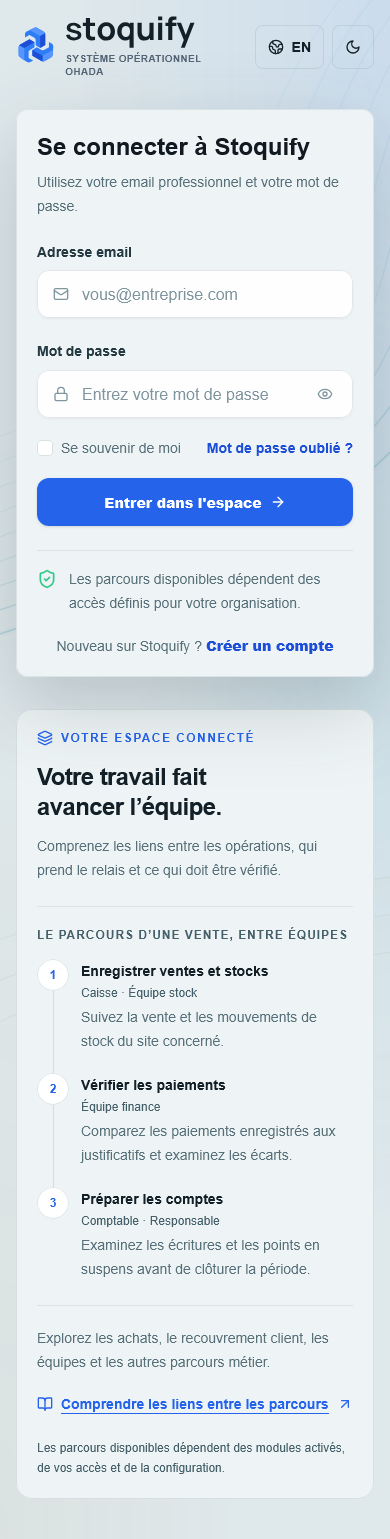 stoquify
SYSTÈME OPÉRATIONNEL
OHADA
EN
Se connecter à Stoquify
Utilisez votre email professionnel et votre mot de
passe.
Adresse email
vous@entreprise.com
Mot de passe
Entrez votre mot de passe
Se souvenir de moi
Mot de passe oublié ?
Entrer dans l'espace
Les parcours disponibles dépendent des
accès définis pour votre organisation.
Nouveau sur Stoquify ? Créer un compte
VOTRE ESPACE CONNECTÉ
Votre travail fait
avancer l’équipe.
Comprenez les liens entre les opérations, qui
prend le relais et ce qui doit être vérifié.
LE PARCOURS D’UNE VENTE, ENTRE ÉQUIPES
1
Enregistrer ventes et stocks
Caisse · Équipe stock
Suivez la vente et les mouvements de
stock du site concerné.
2
Vérifier les paiements
Équipe finance
Comparez les paiements enregistrés aux
justificatifs et examinez les écarts.
3
Préparer les comptes
Comptable · Responsable
Examinez les écritures et les points en
suspens avant de clôturer la période.
Explorez les achats, le recouvrement client, les
équipes et les autres parcours métier.
Comprendre les liens entre les parcours
Les parcours disponibles dépendent des modules activés,
de vos accès et de la configuration.